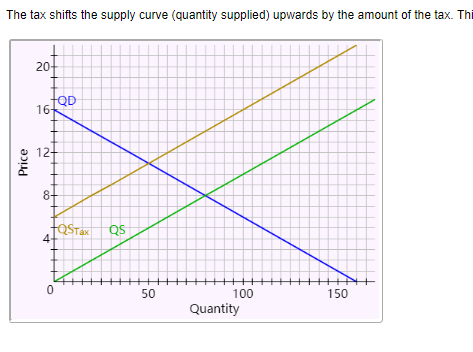 The tax shifts the supply curve (quantity supplied) upwards by the amount of the tax. Thi
20
QD
16
Price
12
8
QSTax QS
4
0 50 100 150
Quantity